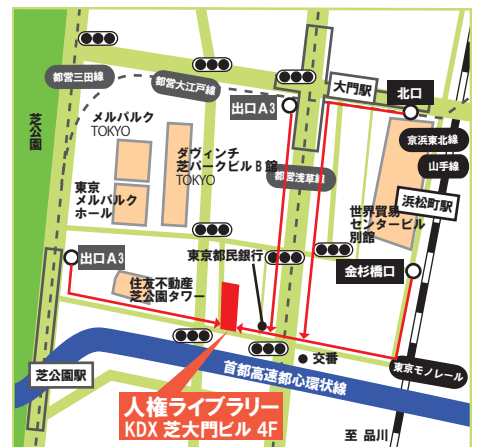 都営三田線
都営大江戸線
大門駅
北口
出口A3
芝公園
メルパルク
TOKYO
ダヴィンチ
芝パークビルB館
TOKYO
京浜東北線
山手線
都営浅草線
東京
メルパルク
ホール
浜松町駅
世界貿易
センタービル
別館
出口A3
東京都民銀行
金杉橋口
住友不動産
芝公園タワー
交番
東京モノレール
芝公園駅
首都高速都心環状線
人権ライブラリー
KDX 芝大門ビル 4F
至 品川